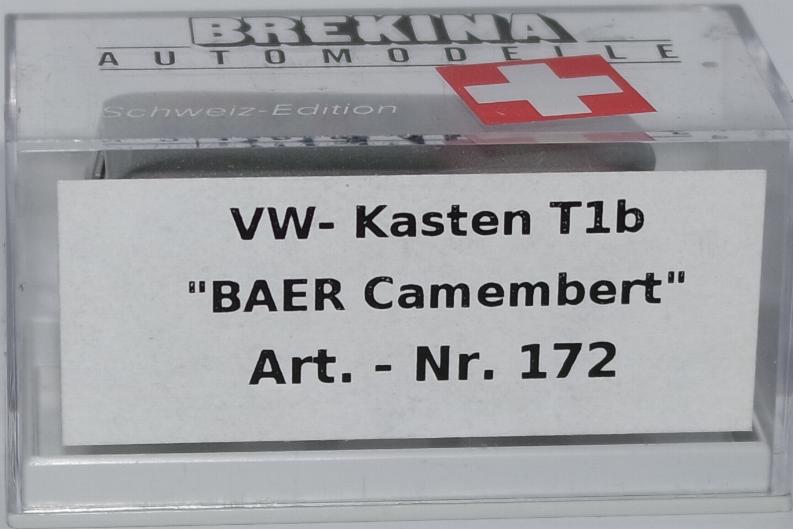 BREKINA
AUTOMODELLE
Schweiz-Edition
VW- Kasten T1b
"BAER Camembert"
Art. - Nr. 172